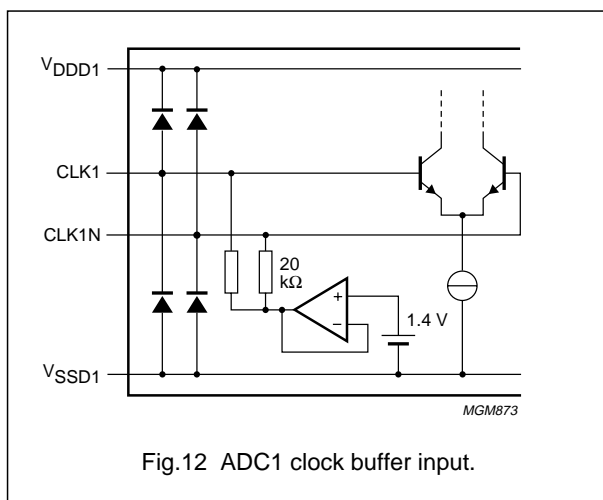 VDDD1
CLK1
CLK1N
20
kΩ
+
−
1.4 V
VSSD1
MGM873
Fig.12 ADC1 clock buffer input.